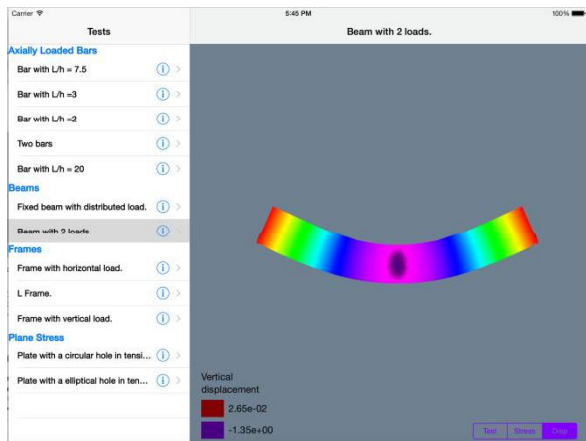 Carrier
5:45 PM
100%
Tests
Beam with 2 loads.
Axially Loaded Bars
Bar with L/h = 7.5
Bar with L/h =3
Bar with L/h =2
Two bars
Bar with L/h = 20
Beams
Fixed beam with distributed load.
Beam with 2 loads.
Frames
Frame with horizontal load.
L Frame.
Frame with vertical load.
Plane Stress
Plate with a circular hole in tensi...
Plate with a elliptical hole in ten...
Vertical
displacement
2.65e-02
-1.35e+00
Test Stress Disp